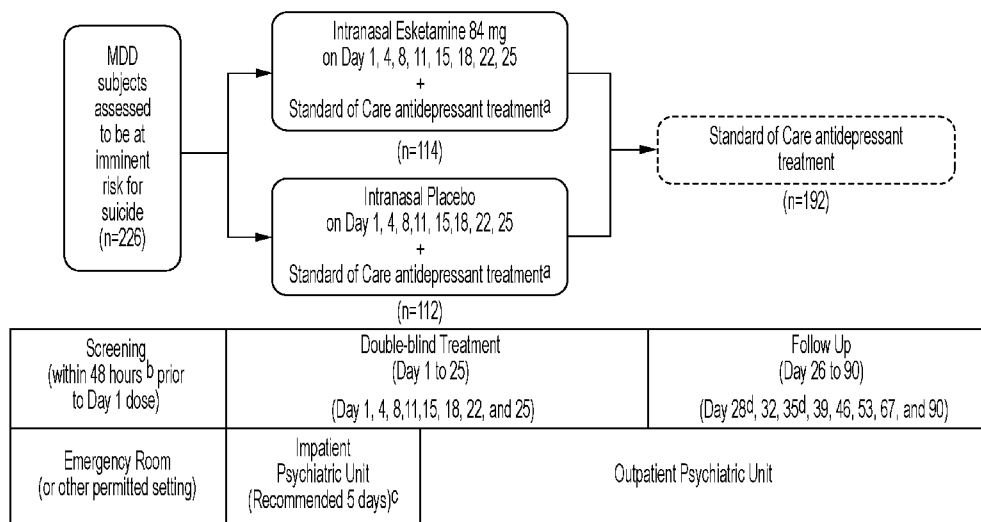 MDD
subjects
assessed
to be at
imminent
risk for
suicide
(n=226)
Intranasal Esketamine 84 mg
on Day 1, 4, 8, 11, 15, 18, 22, 25
+
Standard of Care antidepressant treatmentᵃ
(n=114)
Intranasal Placebo
on Day 1, 4, 8,11, 15,18, 22, 25
+
Standard of Care antidepressant treatmentᵃ
(n=112)
Standard of Care antidepressant
treatment
(n=192)
Screening
(within 48 hours ᵇ prior
to Day 1 dose)
Double-blind Treatment
(Day 1 to 25)
(Day 1, 4, 8,11,15, 18, 22, and 25)
Follow Up
(Day 26 to 90)
(Day 28ᵈ, 32, 35ᵈ, 39, 46, 53, 67, and 90)
Emergency Room
(or other permitted setting)
Impatient
Psychiatric Unit
(Recommended 5 days)ᶜ
Outpatient Psychiatric Unit